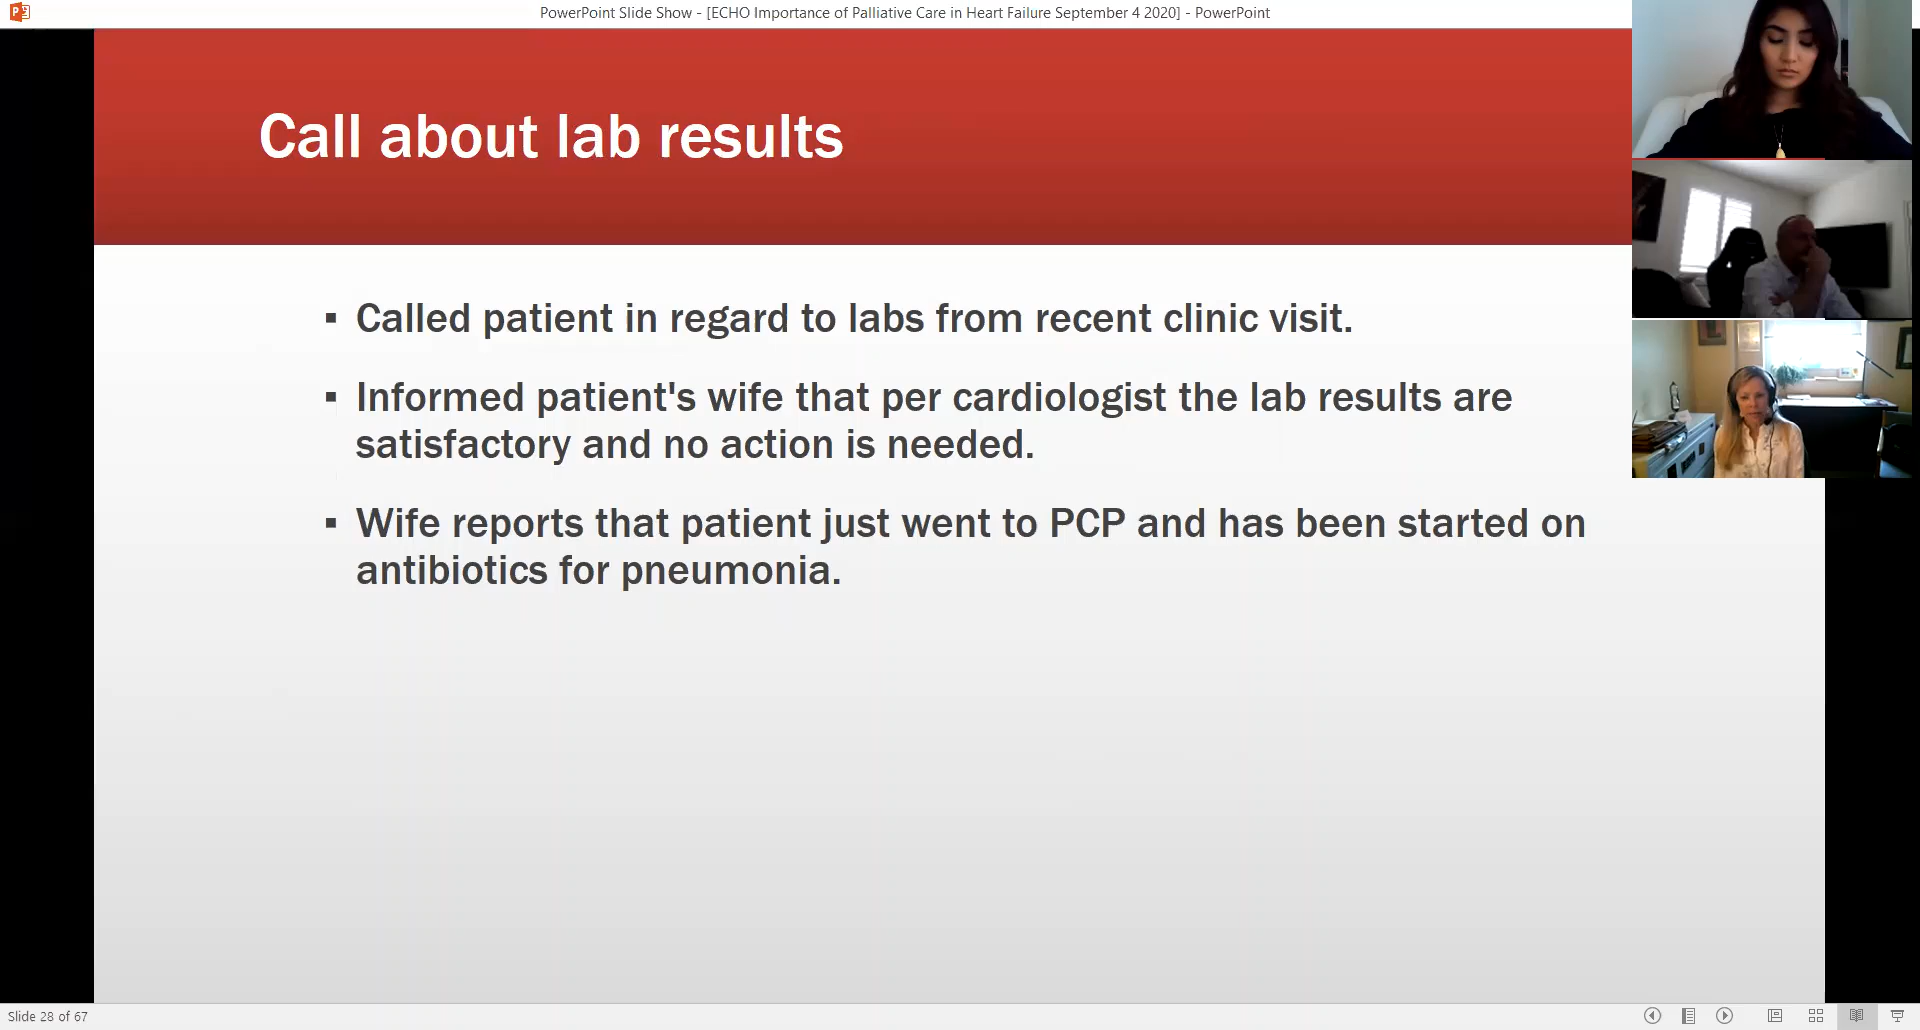 PowerPoint Slide Show - [ECHO Importance of Palliative Care in Heart Failure September 4 2020] - PowerPoint
Call about lab results
▪ Called patient in regard to labs from recent clinic visit.
▪ Informed patient's wife that per cardiologist the lab results are
satisfactory and no action is needed.
▪ Wife reports that patient just went to PCP and has been started on
antibiotics for pneumonia.
Slide 28 of 67